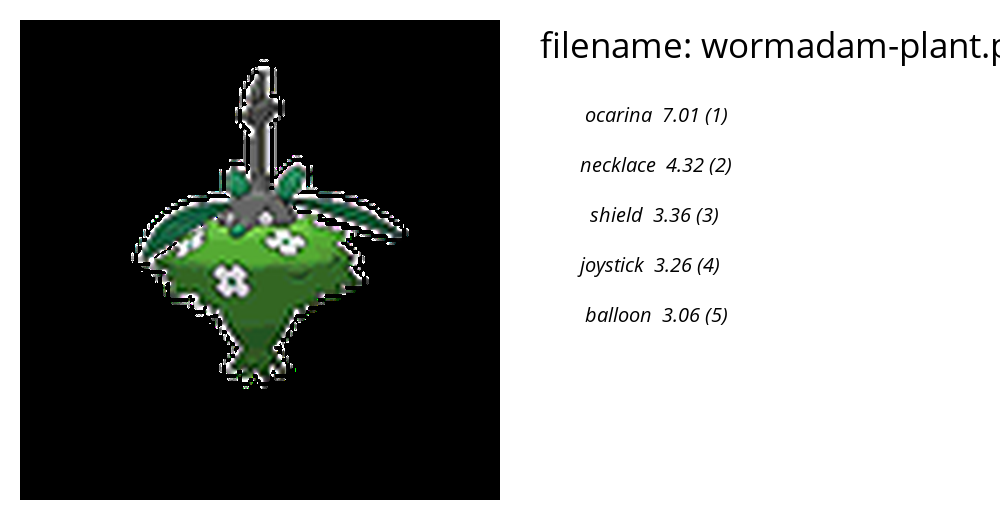 filename: wormadam-plant.p
ocarina 7.01 (1)
necklace 4.32 (2)
shield 3.36 (3)
joystick 3.26 (4)
balloon 3.06 (5)